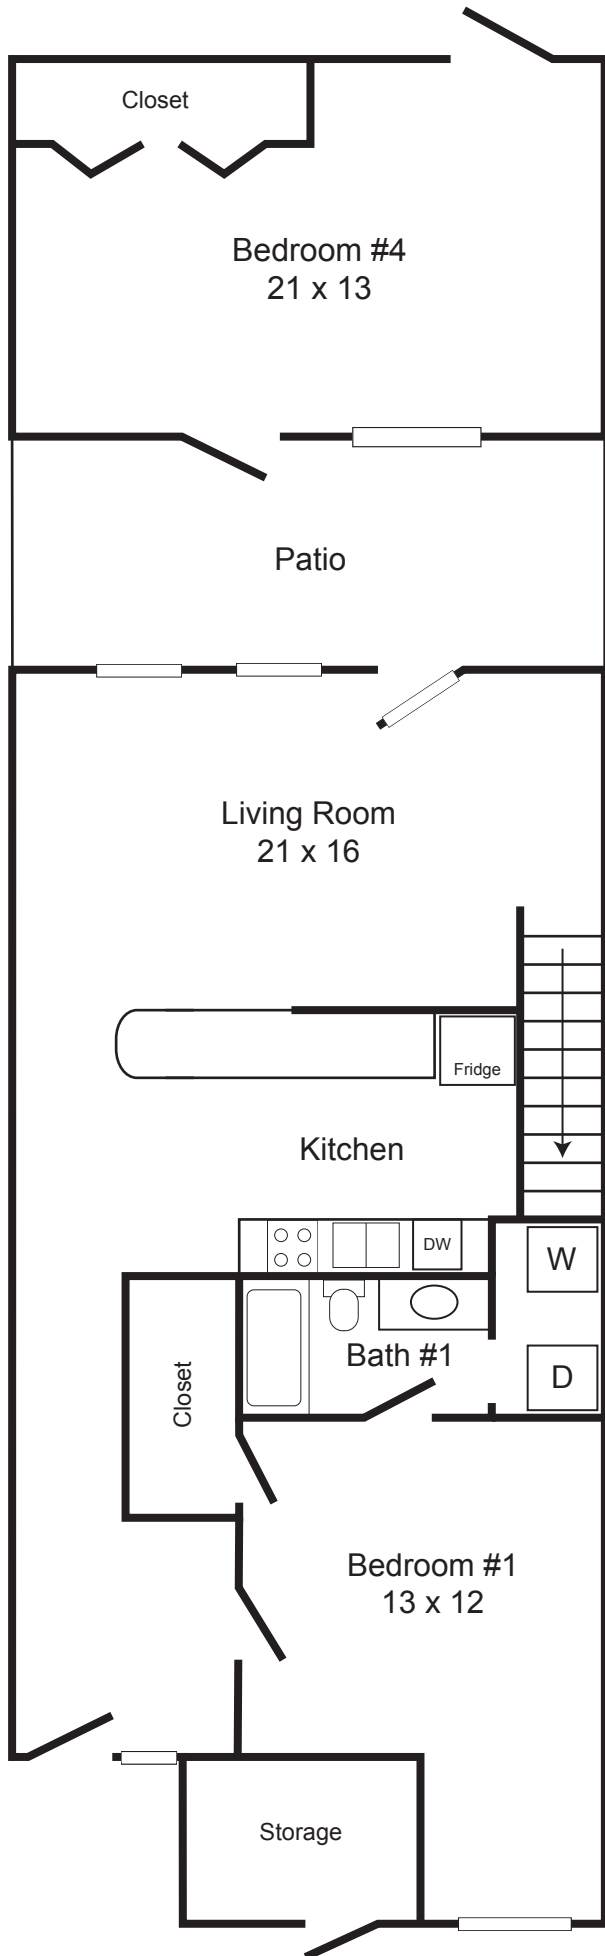 Closet
Bedroom #4
21 x 13
Patio
Living Room
21 x 16
Fridge
Kitchen
DW
W
Bath #1
D
Closet
Bedroom #1
13 x 12
Storage